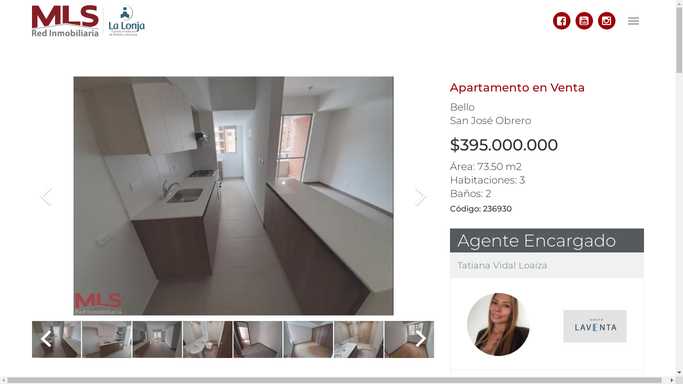 MLS
Red Inmobiliaria
La Lonja
Apartamento en Venta
Bello
San José Obrero
$395.000.000
Área: 73.50 m2
Habitaciones: 3
Baños: 2
Código: 236930
MLS
Red Inmobiliaria
Agente Encargado
Tatiana Vidal Loaiza
LAVENTA